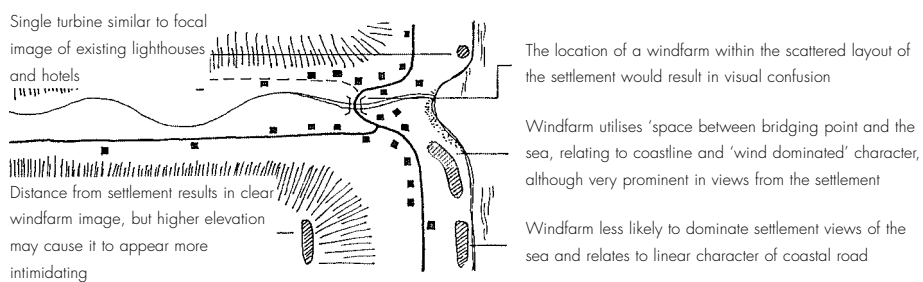 Single turbine similar to focal
image of existing lighthouses
and hotels
Distance from settlement results in clear
windfarm image, but higher elevation
may cause it to appear more
intimidating
The location of a windfarm within the scattered layout of
the settlement would result in visual confusion
Windfarm utilises ‘space between bridging point and the
sea, relating to coastline and ‘wind dominated’ character,
although very prominent in views from the settlement
Windfarm less likely to dominate settlement views of the
sea and relates to linear character of coastal road